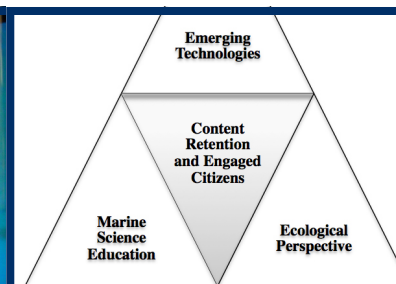 Emerging
Technologies
Content
Retention
and Engaged
Citizens
Marine
Science
Education
Ecological
Perspective